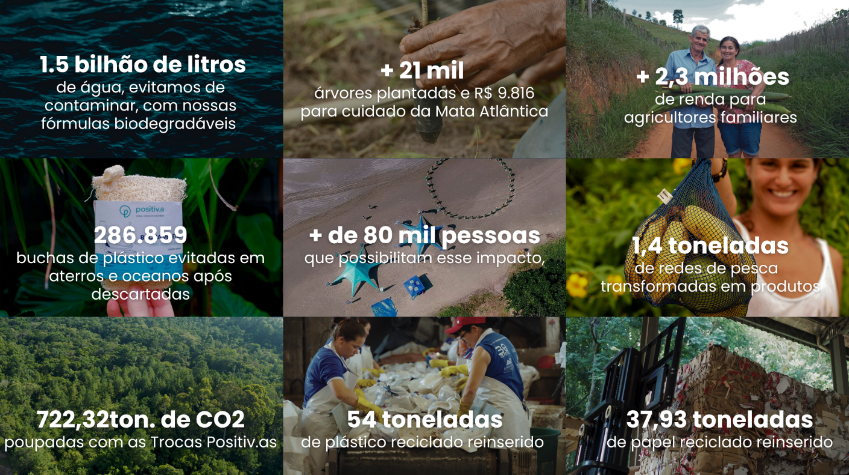 1.5 bilhão de litros
de água, evitamos de
contaminar, com nossas
fórmulas biodegradáveis
+ 21 mil
árvores plantadas e R$ 9.816
para cuidado da Mata Atlântica
+ 2,3 milhões
de renda para
agricultores familiares
positiv.a
286.859
buchas de plástico evitadas em
aterros e oceanos após
descartadas
+ de 80 mil pessoas
que possibilitam esse impacto,
1,4 toneladas
de redes de pesca
transformadas em produtos
722,32ton. de CO2
poupadas com as Trocas Positiv.as
54 toneladas
de plástico reciclado reinserido
37,93 toneladas
de papel reciclado reinserido